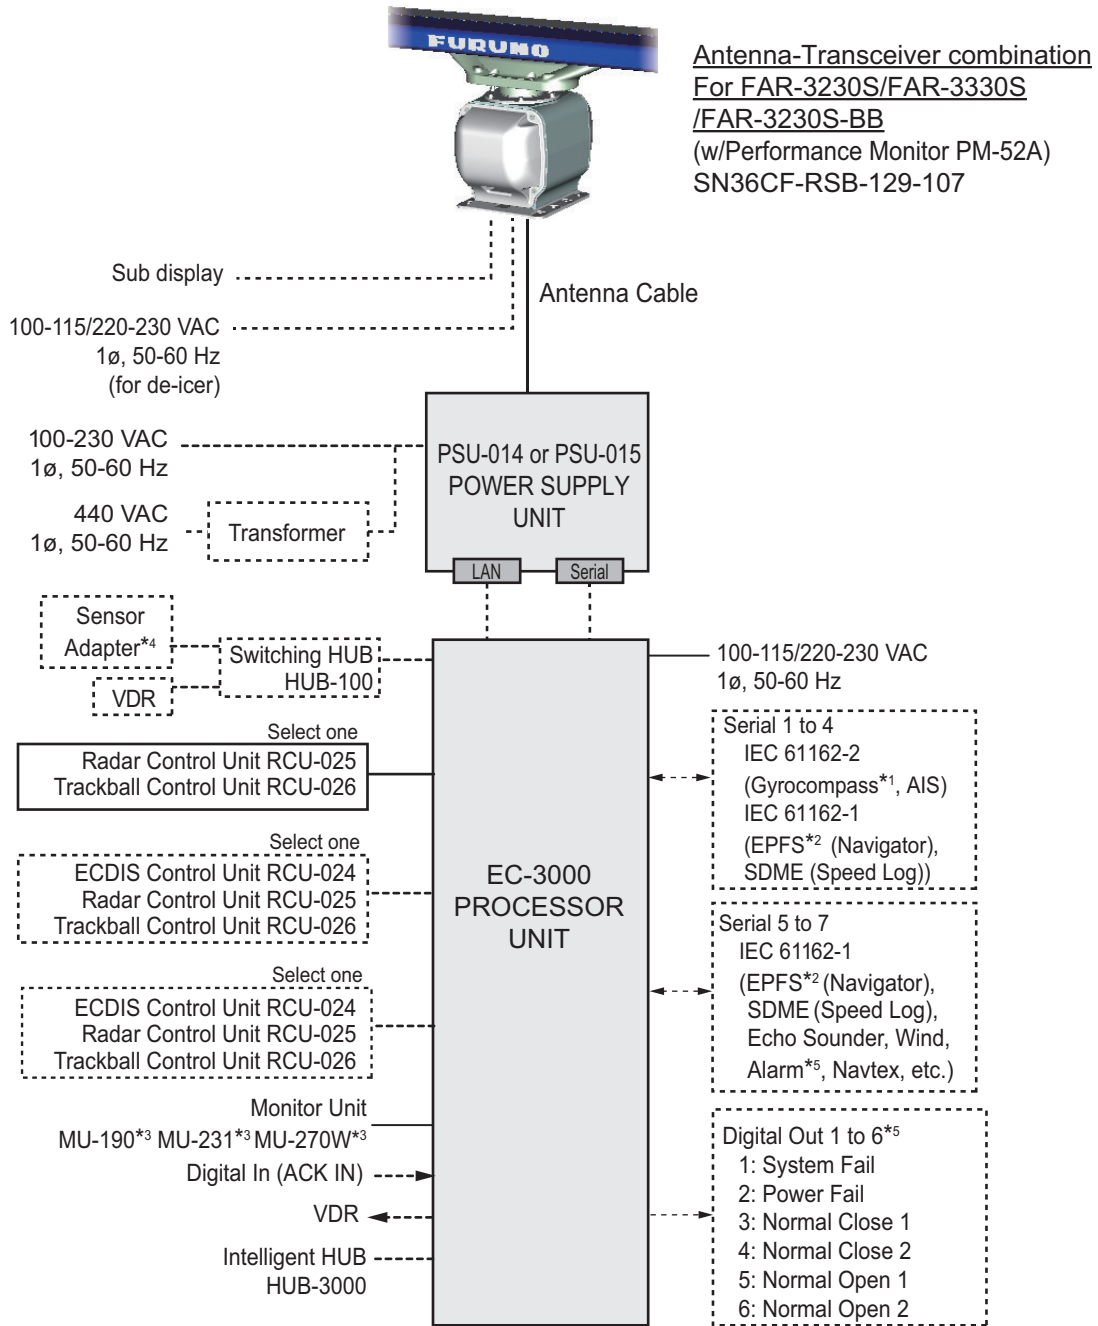 FURUNO
Antenna-Transceiver combination
For FAR-3230S/FAR-3330S
/FAR-3230S-BB
(w/Performance Monitor PM-52A)
SN36CF-RSB-129-107
Sub display
Antenna Cable
100-115/220-230 VAC
1ø, 50-60 Hz
(for de-icer)
100-230 VAC
1ø, 50-60 Hz
440 VAC
1ø, 50-60 Hz
Transformer
PSU-014 or PSU-015
POWER SUPPLY
UNIT
LAN
Serial
Sensor
Adapter*4
VDR
Switching HUB
HUB-100
Select one
Radar Control Unit RCU-025
Trackball Control Unit RCU-026
Select one
ECDIS Control Unit RCU-024
Radar Control Unit RCU-025
Trackball Control Unit RCU-026
Select one
ECDIS Control Unit RCU-024
Radar Control Unit RCU-025
Trackball Control Unit RCU-026
Monitor Unit
MU-190*3 MU-231*3 MU-270W*3
Digital In (ACK IN)
VDR
Intelligent HUB
HUB-3000
EC-3000
PROCESSOR
UNIT
100-115/220-230 VAC
1ø, 50-60 Hz
Serial 1 to 4
IEC 61162-2
(Gyrocompass*1, AIS)
IEC 61162-1
(EPFS*2 (Navigator),
SDME (Speed Log))
Serial 5 to 7
IEC 61162-1
(EPFS*2 (Navigator),
SDME (Speed Log),
Echo Sounder, Wind,
Alarm*5, Navtex, etc.)
Digital Out 1 to 6*5
1: System Fail
2: Power Fail
3: Normal Close 1
4: Normal Close 2
5: Normal Open 1
6: Normal Open 2